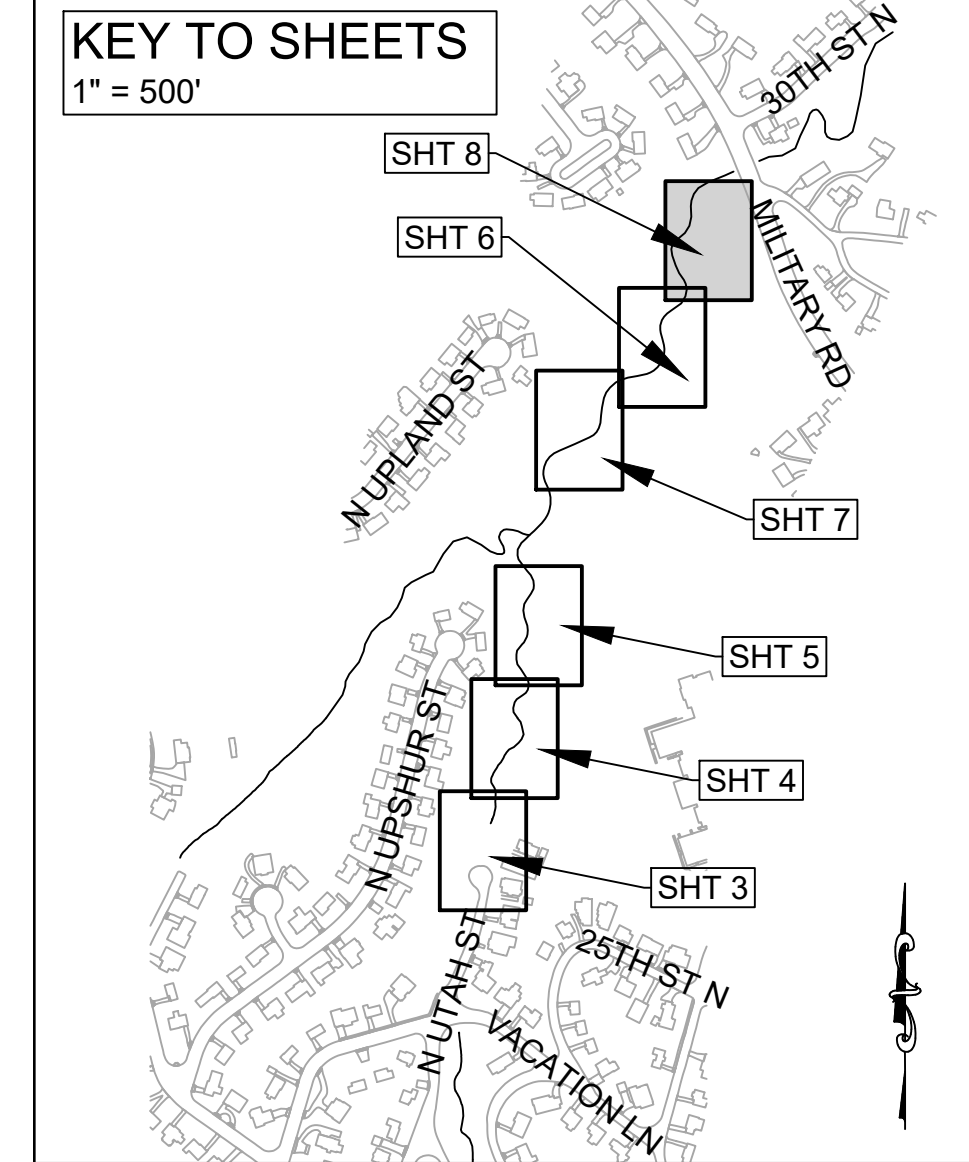 KEY TO SHEETS
1" = 500'
30TH ST N
SHT 8
SHT 6
MILITARY RD
N UPLAND ST
SHT 7
SHT 5
N UPSHUR ST
SHT 4
SHT 3
25TH ST N
N UTAH ST
VACATION LN